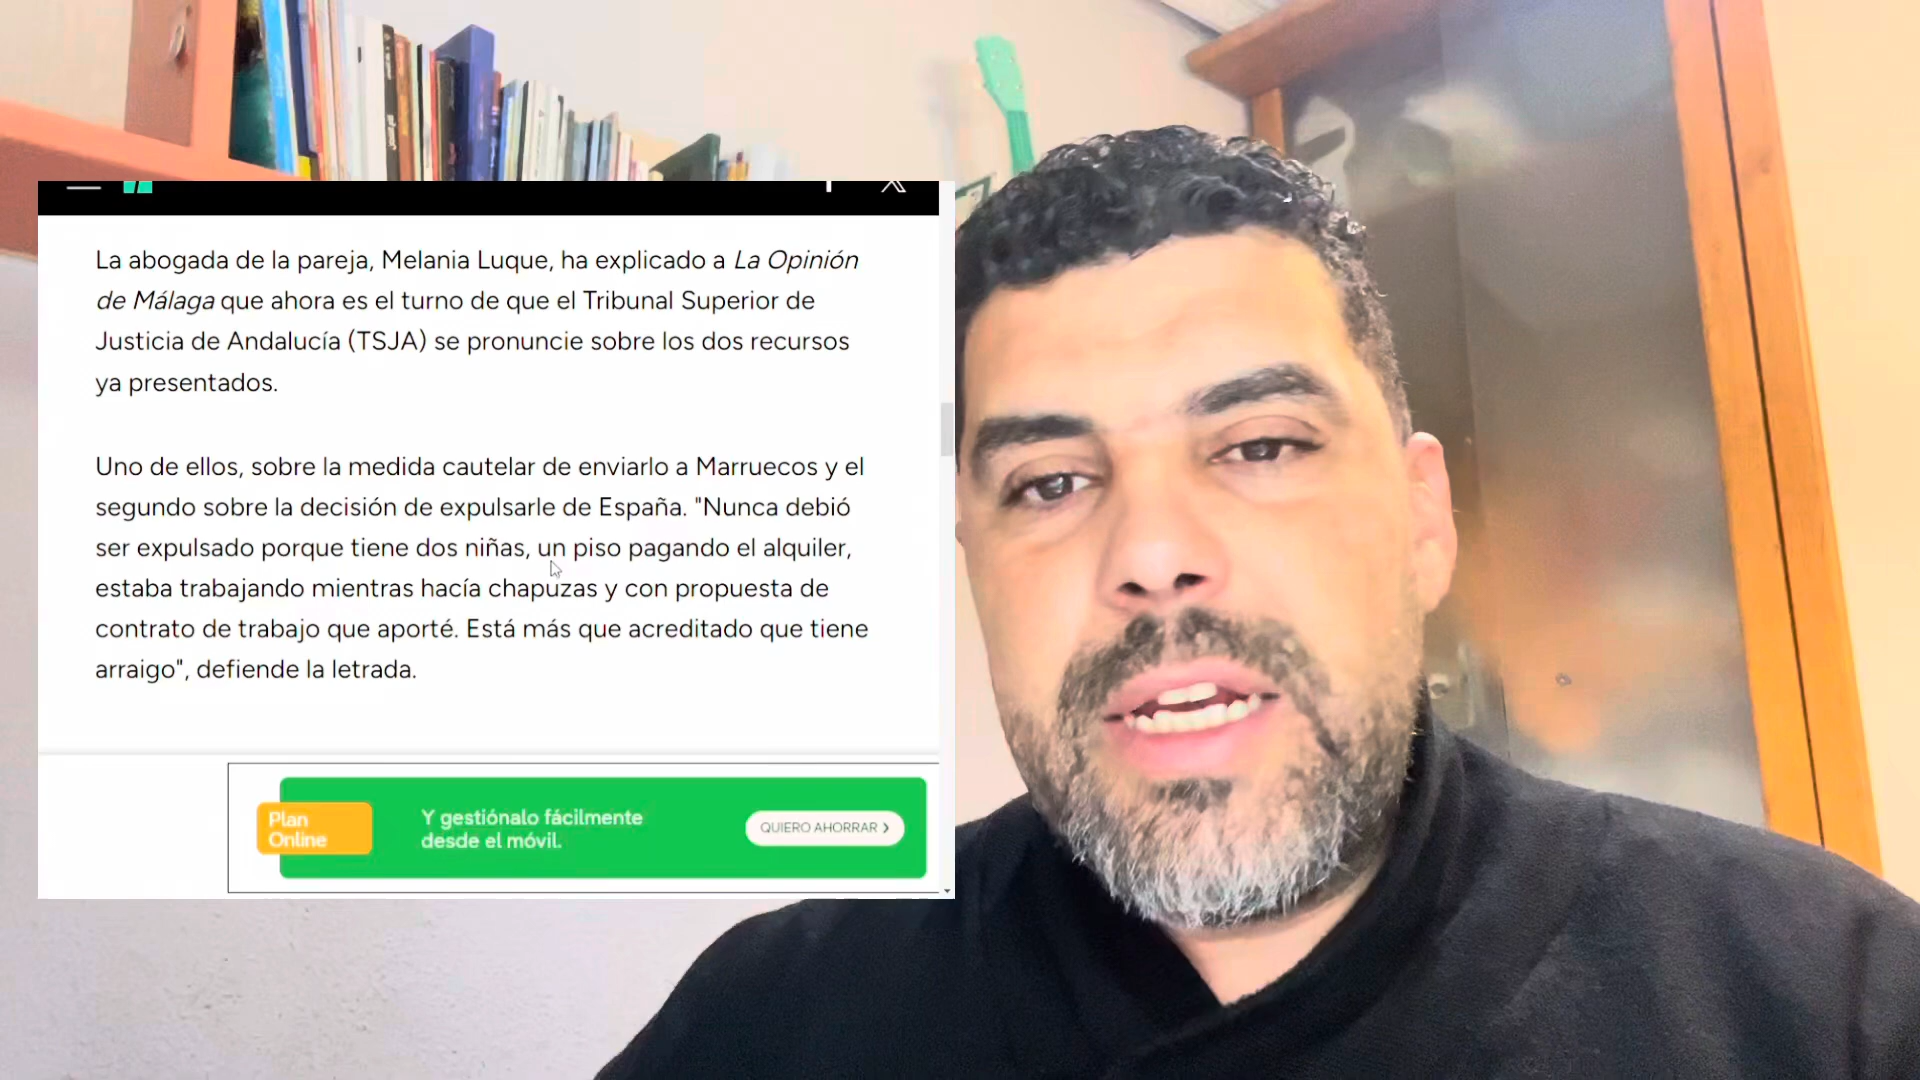 La abogada de la pareja, Melania Luque, ha explicado a La Opinión
de Málaga que ahora es el turno de que el Tribunal Superior de
Justicia de Andalucía (TSJA) se pronuncie sobre los dos recursos
ya presentados.
Uno de ellos, sobre la medida cautelar de enviarlo a Marruecos y el
segundo sobre la decisión de expulsarle de España. "Nunca debió
ser expulsado porque tiene dos niñas, un piso pagando el alquiler,
estaba trabajando mientras hacía chapuzas y con propuesta de
contrato de trabajo que aporté. Está más que acreditado que tiene
arraigo", defiende la letrada.
Plan
Online
Y gestiónalo fácilmente
desde el móvil.
QUIERO AHORRAR